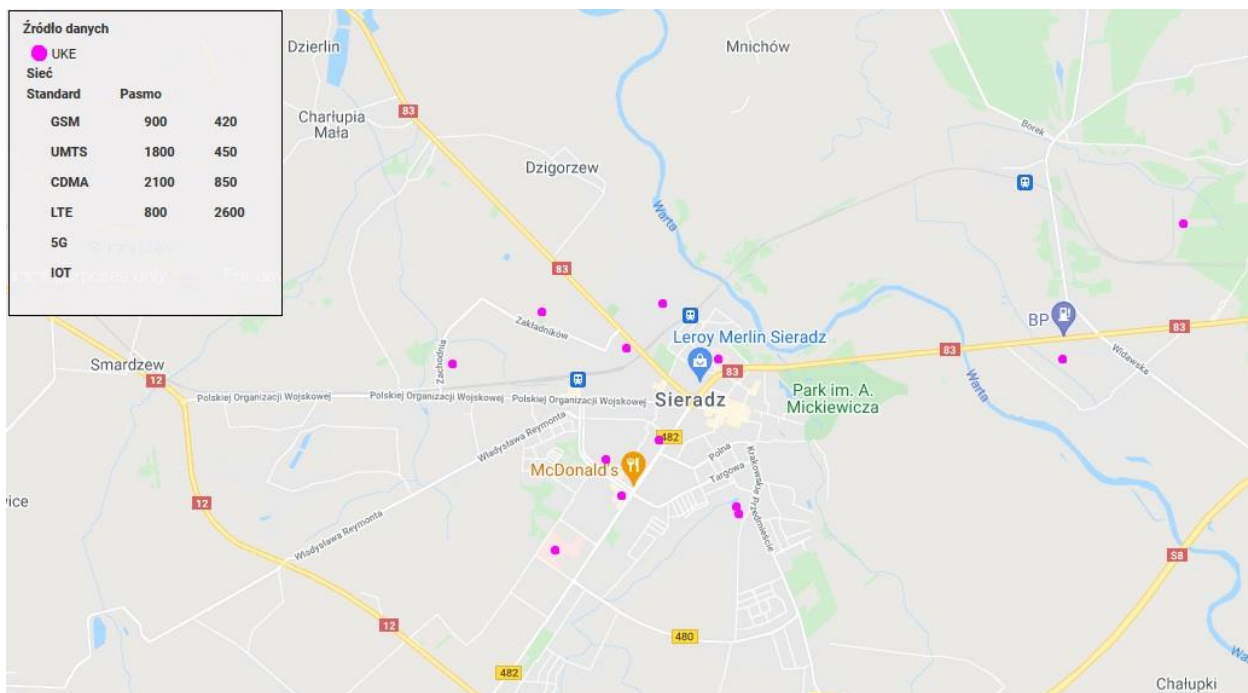 Źródło danych
UKE
Sieć
Standard Pasmo
GSM 900 420
UMTS 1800 450
CDMA 2100 850
LTE 800 2600
5G
IOT
Dzierlin
Mnichów
83
Charłupia
Mała
Borek
Dzigorzew
Warta
83
Zakładników
Leroy Merlin Sieradz
BP
83
83
83
Widawska
Smardzew
12
Zachodnia
Warta
Polskiej Organizacji Wojskowej
Polskiej Organizacji Wojskowej
Polskiej Organizacji Wojskowej
Sieradz
Park im. A.
Mickiewicza
Władysława Reymonta
482
Polna
McDonald's
Targowa
Krakowskie Przedmieście
12
Władysława Reymonta
S8
12
480
482
Chałupki